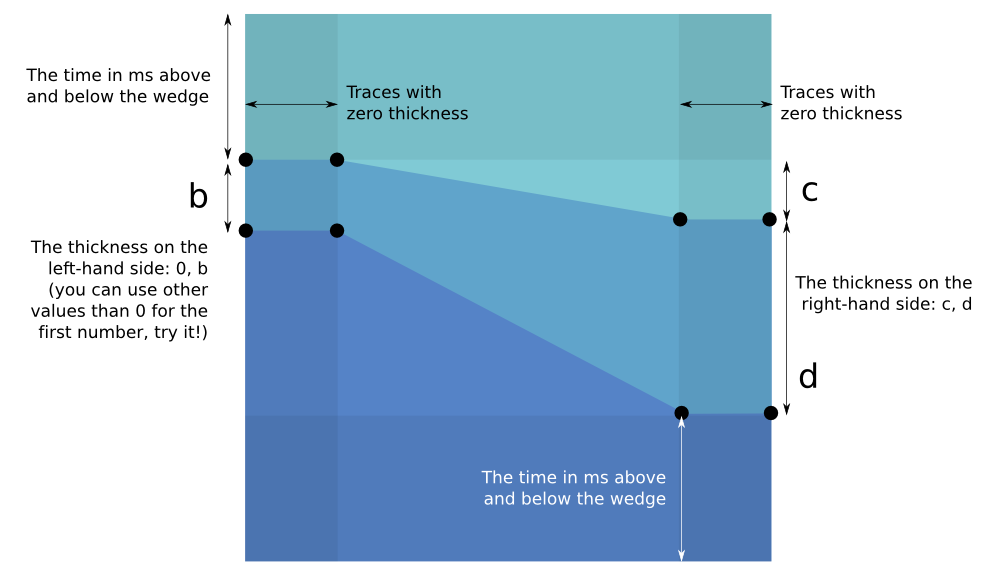 The time in ms above
and below the wedge
Traces with
zero thickness
Traces with
zero thickness
b
c
The thickness on the
left-hand side: 0, b
(you can use other
values than 0 for the
first number, try it!)
The thickness on the
right-hand side: c, d
d
The time in ms above
and below the wedge